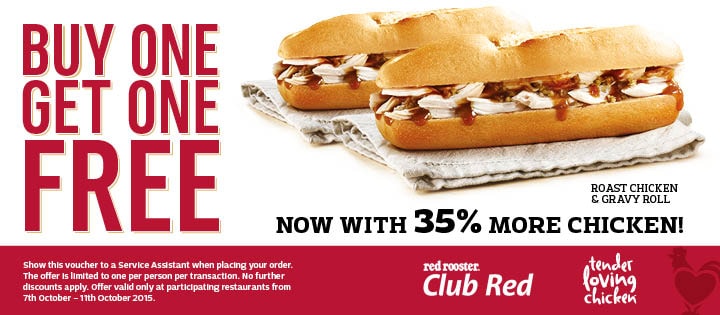 BUY ONE
GET ONE
FREE
ROAST CHICKEN
& GRAVY ROLL
NOW WITH 35% MORE CHICKEN!
Show this voucher to a Service Assistant when placing your order.
The offer is limited to one per person per transaction. No further
discounts apply. Offer valid only at participating restaurants from
7th October – 11th October 2015.
red rooster.
Club Red
tender
loving
chicken